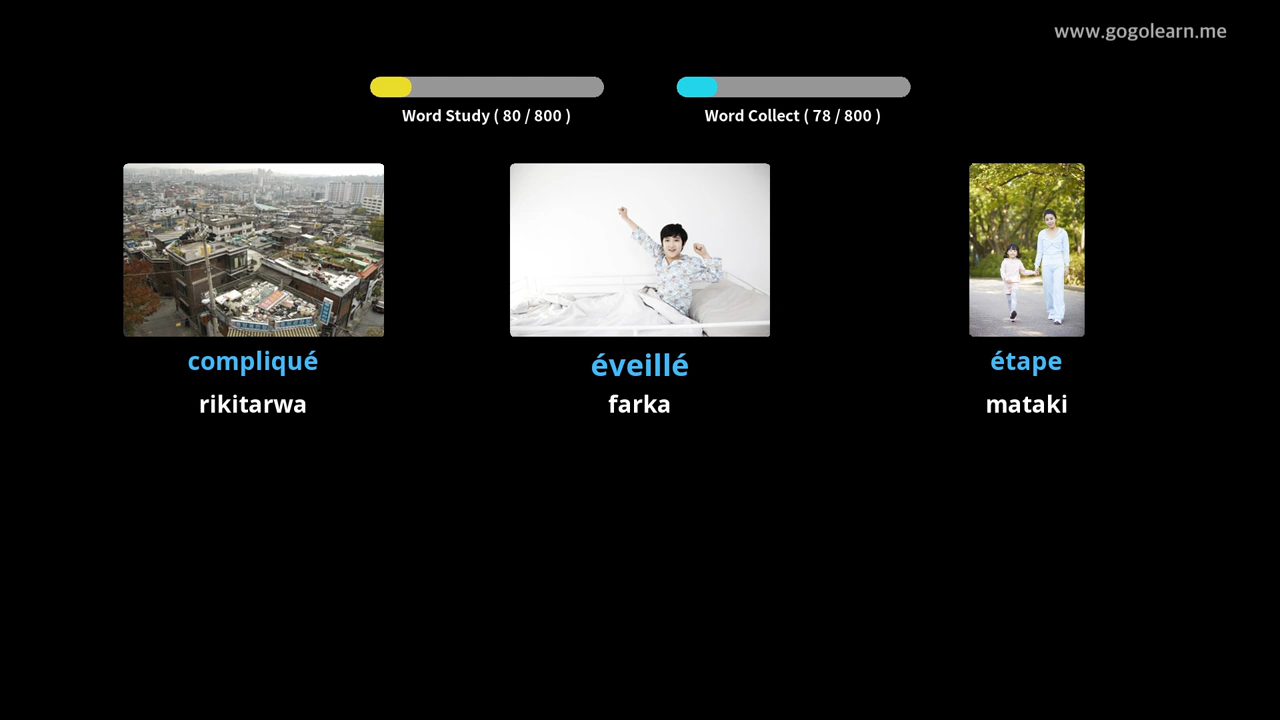 www.gogolearn.me
Word Study ( 80 / 800 )
Word Collect ( 78 / 800 )
compliqué
éveillé
étape
rikitarwa
farka
mataki